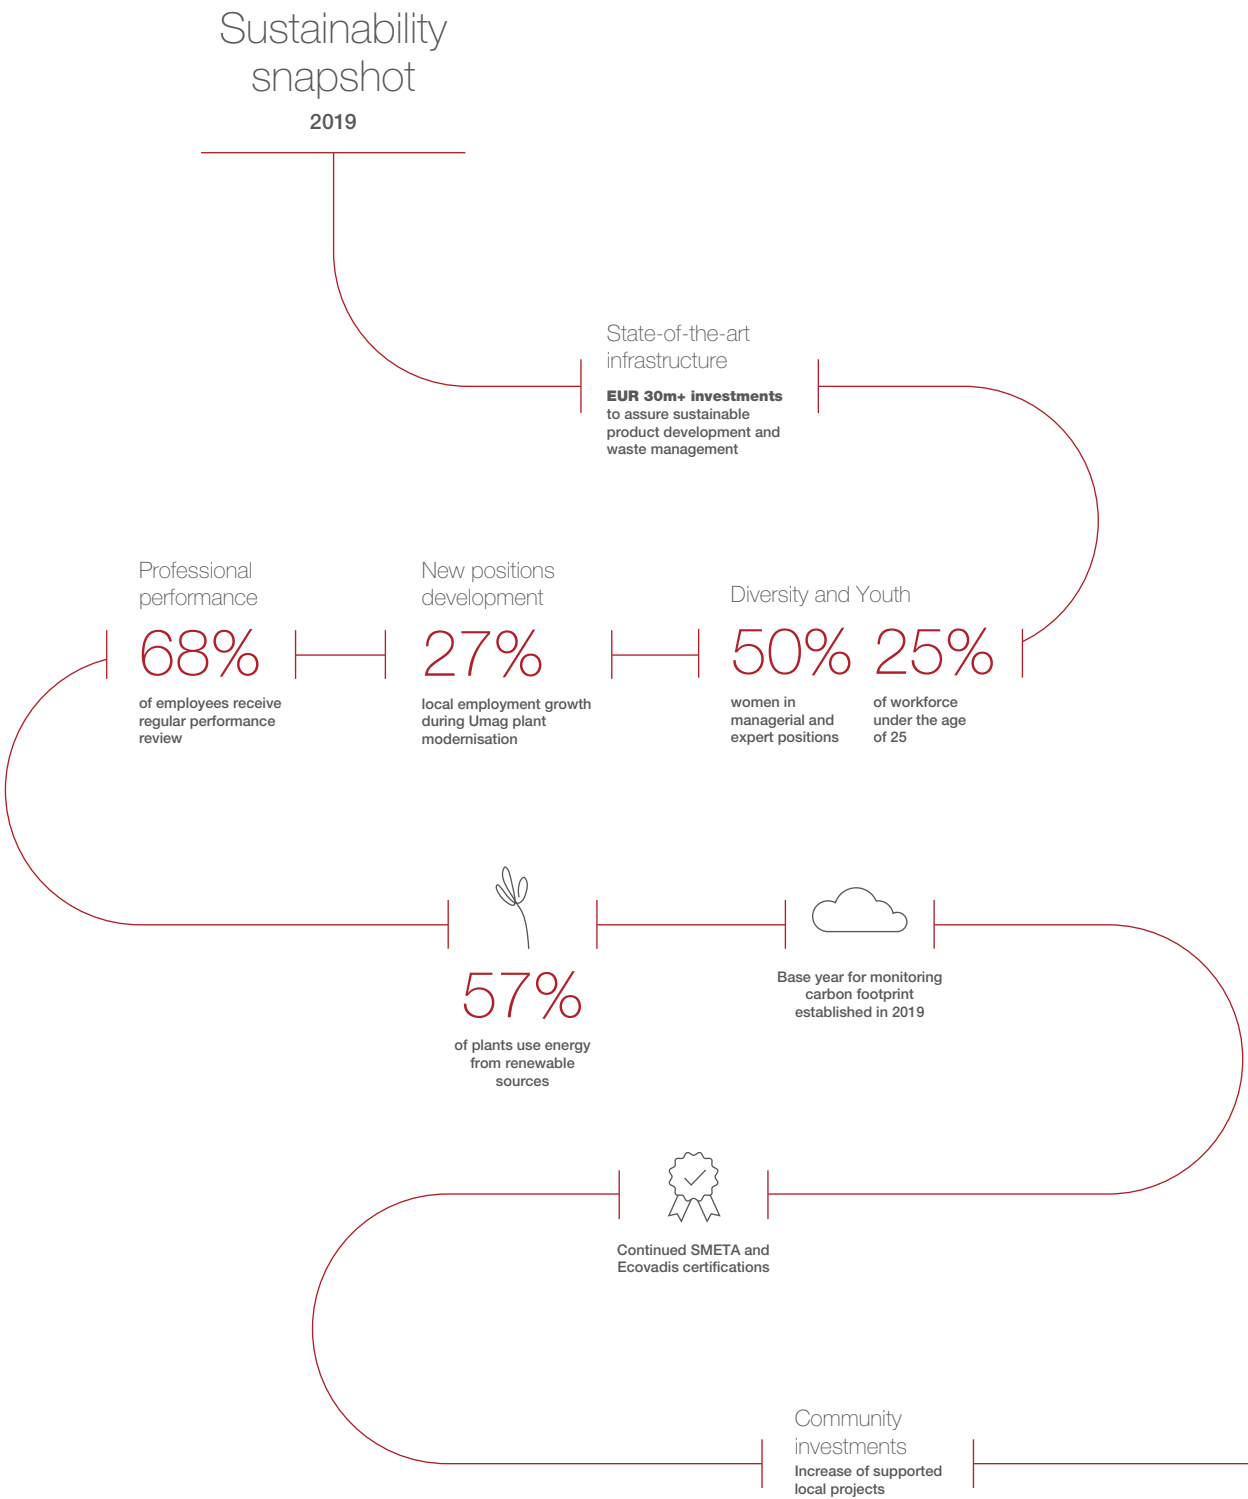 Sustainability
snapshot
2019
State-of-the-art
infrastructure
EUR 30m+ investments
to assure sustainable
product development and
waste management
Professional
performance
68%
of employees receive
regular performance
review
New positions
development
27%
local employment growth
during Umag plant
modernisation
Diversity and Youth
50%
women in
managerial and
expert positions
25%
of workforce
under the age
of 25
57%
of plants use energy
from renewable
sources
Base year for monitoring
carbon footprint
established in 2019
Continued SMETA and
Ecovadis certifications
Community
investments
Increase of supported
local projects